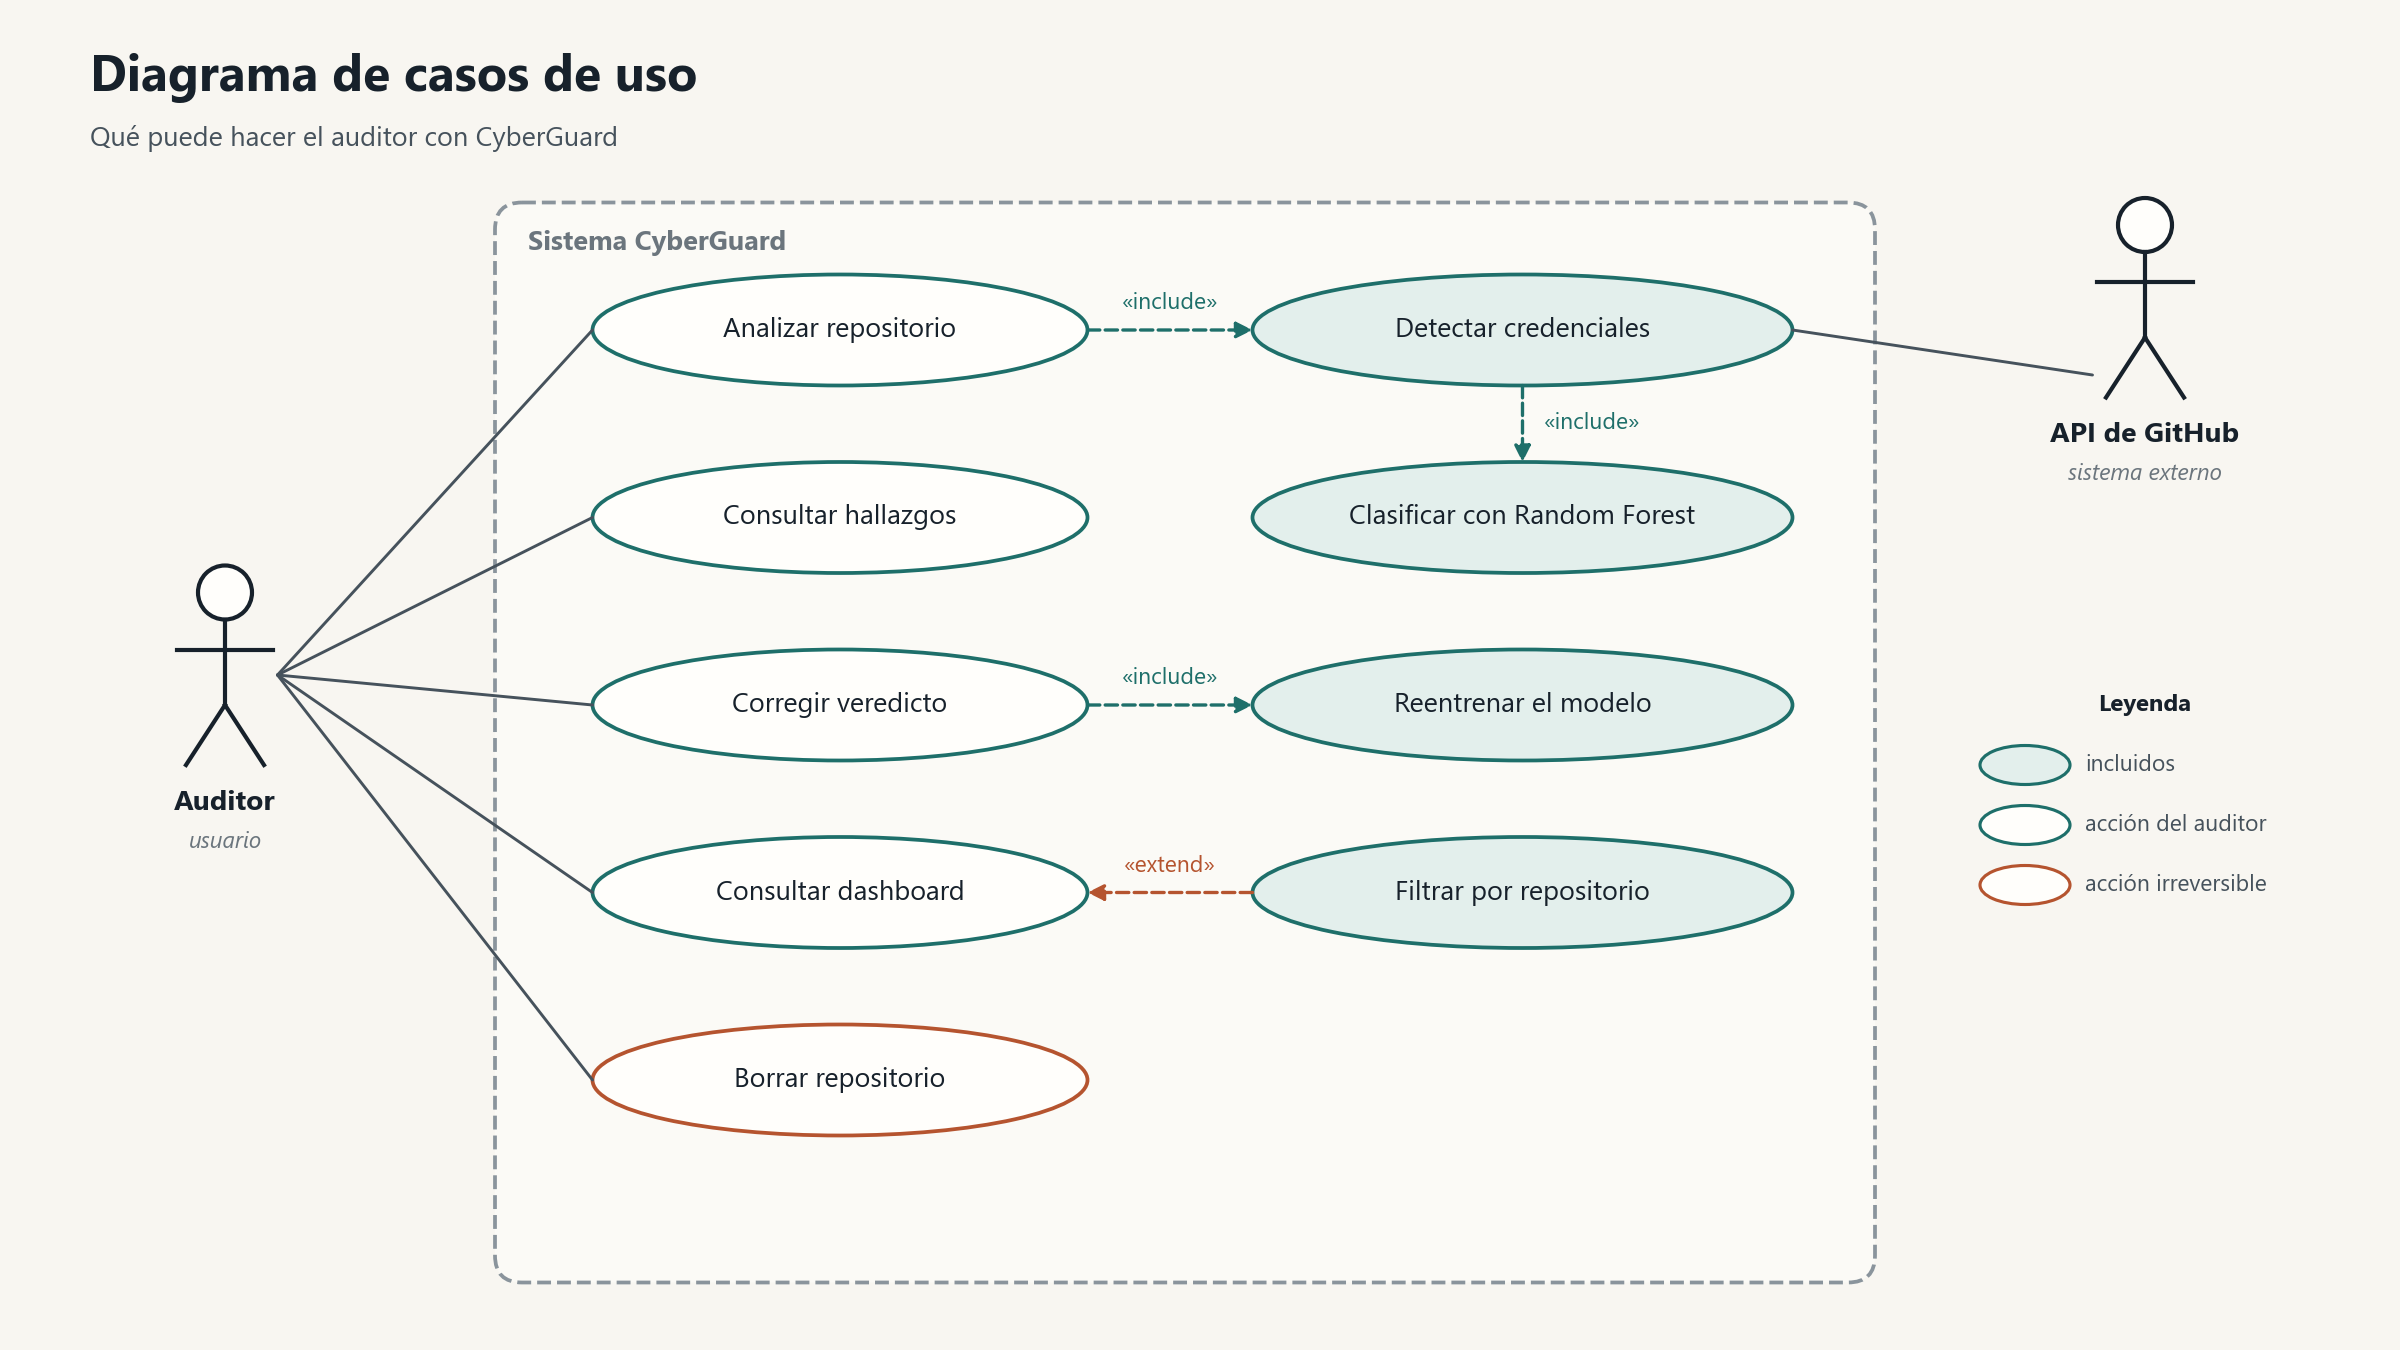 Diagrama de casos de uso
Qué puede hacer el auditor con CyberGuard
Sistema CyberGuard
Analizar repositorio
«include»
Detectar credenciales
«include»
API de GitHub
sistema externo
Consultar hallazgos
Clasificar con Random Forest
Corregir veredicto
«include»
Reentrenar el modelo
Auditor
usuario
Consultar dashboard
«extend»
Filtrar por repositorio
Borrar repositorio
Leyenda
incluidos
acción del auditor
acción irreversible